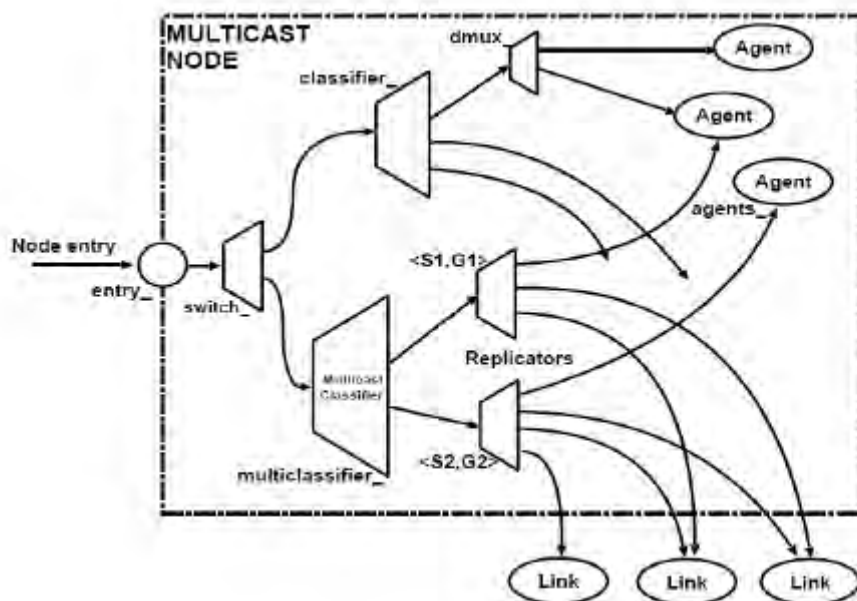 MULTICAST
NODE
dmux_
Agent
classifier_
Agent
Agent
agents_
Node entry
<S1,G1>
entry_
switch_
Replicators
Multicast
Classifier
<S2,G2>
multiclassifier_
Link
Link
Link